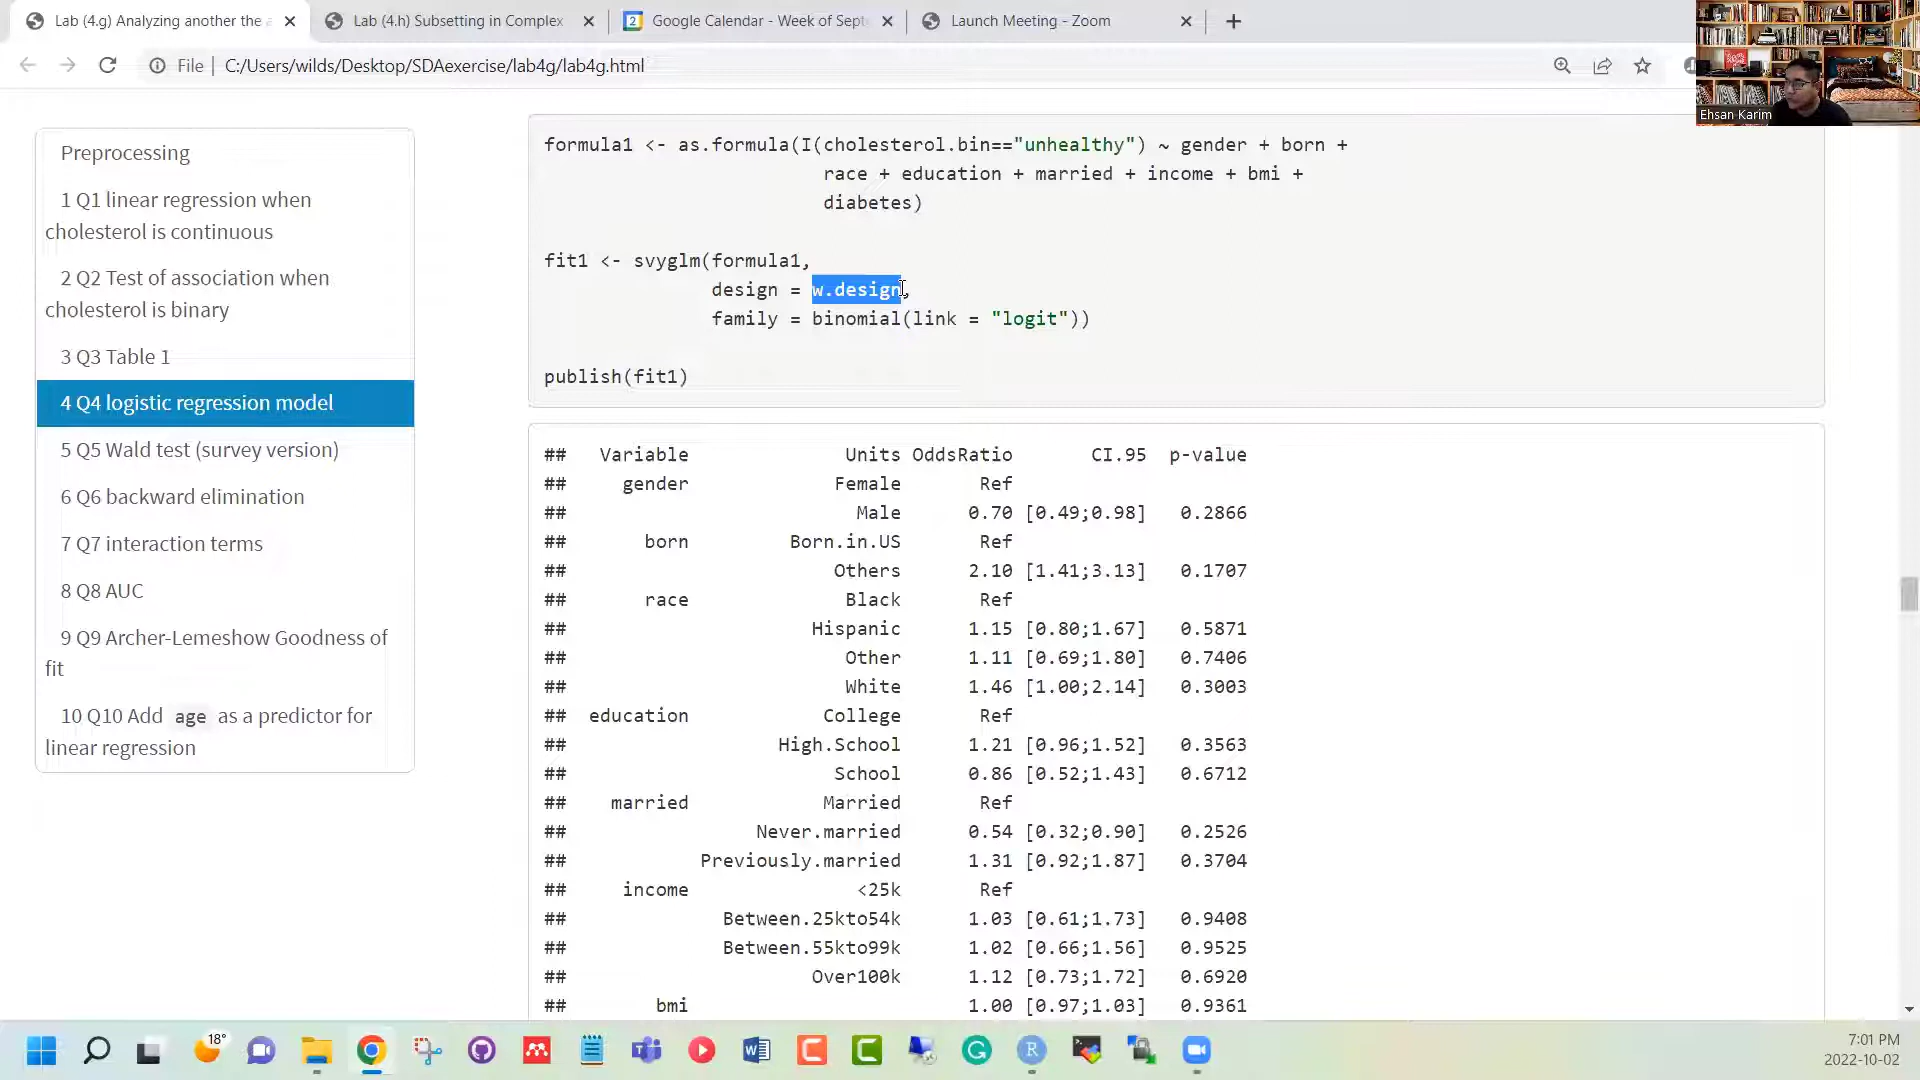 Lab (4.g) Analyzing another the a
Lab (4.h) Subsetting in Complex
Google Calendar - Week of Sept
Launch Meeting - Zoom
File
C:/Users/wilds/Desktop/SDAexercise/lab4g/lab4g.html
Ehsan Karim
Preprocessing
1 Q1 linear regression when
cholesterol is continuous
2 Q2 Test of association when
cholesterol is binary
3 Q3 Table 1
4 Q4 logistic regression model
5 Q5 Wald test (survey version)
6 Q6 backward elimination
7 Q7 interaction terms
8 Q8 AUC
9 Q9 Archer-Lemeshow Goodness of
fit
10 Q10 Add age as a predictor for
linear regression
formula1 <- as.formula(I(cholesterol.bin=="unhealthy") ~ gender + born +
race + education + married + income + bmi +
diabetes)
fit1 <- svyglm(formula1,
design = w.design,
family = binomial(link = "logit"))
publish(fit1)
## Variable Units OddsRatio CI.95 p-value
## gender Female Ref
## Male 0.70 [0.49;0.98] 0.2866
## born Born.in.US Ref
## Others 2.10 [1.41;3.13] 0.1707
## race Black Ref
## Hispanic 1.15 [0.80;1.67] 0.5871
## Other 1.11 [0.69;1.80] 0.7406
## White 1.46 [1.00;2.14] 0.3003
## education College Ref
## High.School 1.21 [0.96;1.52] 0.3563
## School 0.86 [0.52;1.43] 0.6712
## married Married Ref
## Never.married 0.54 [0.32;0.90] 0.2526
## Previously.married 1.31 [0.92;1.87] 0.3704
## income <25k Ref
## Between.25kto54k 1.03 [0.61;1.73] 0.9408
## Between.55kto99k 1.02 [0.66;1.56] 0.9525
## Over100k 1.12 [0.73;1.72] 0.6920
## bmi 1.00 [0.97;1.03] 0.9361
18°
7:01 PM
2022-10-02